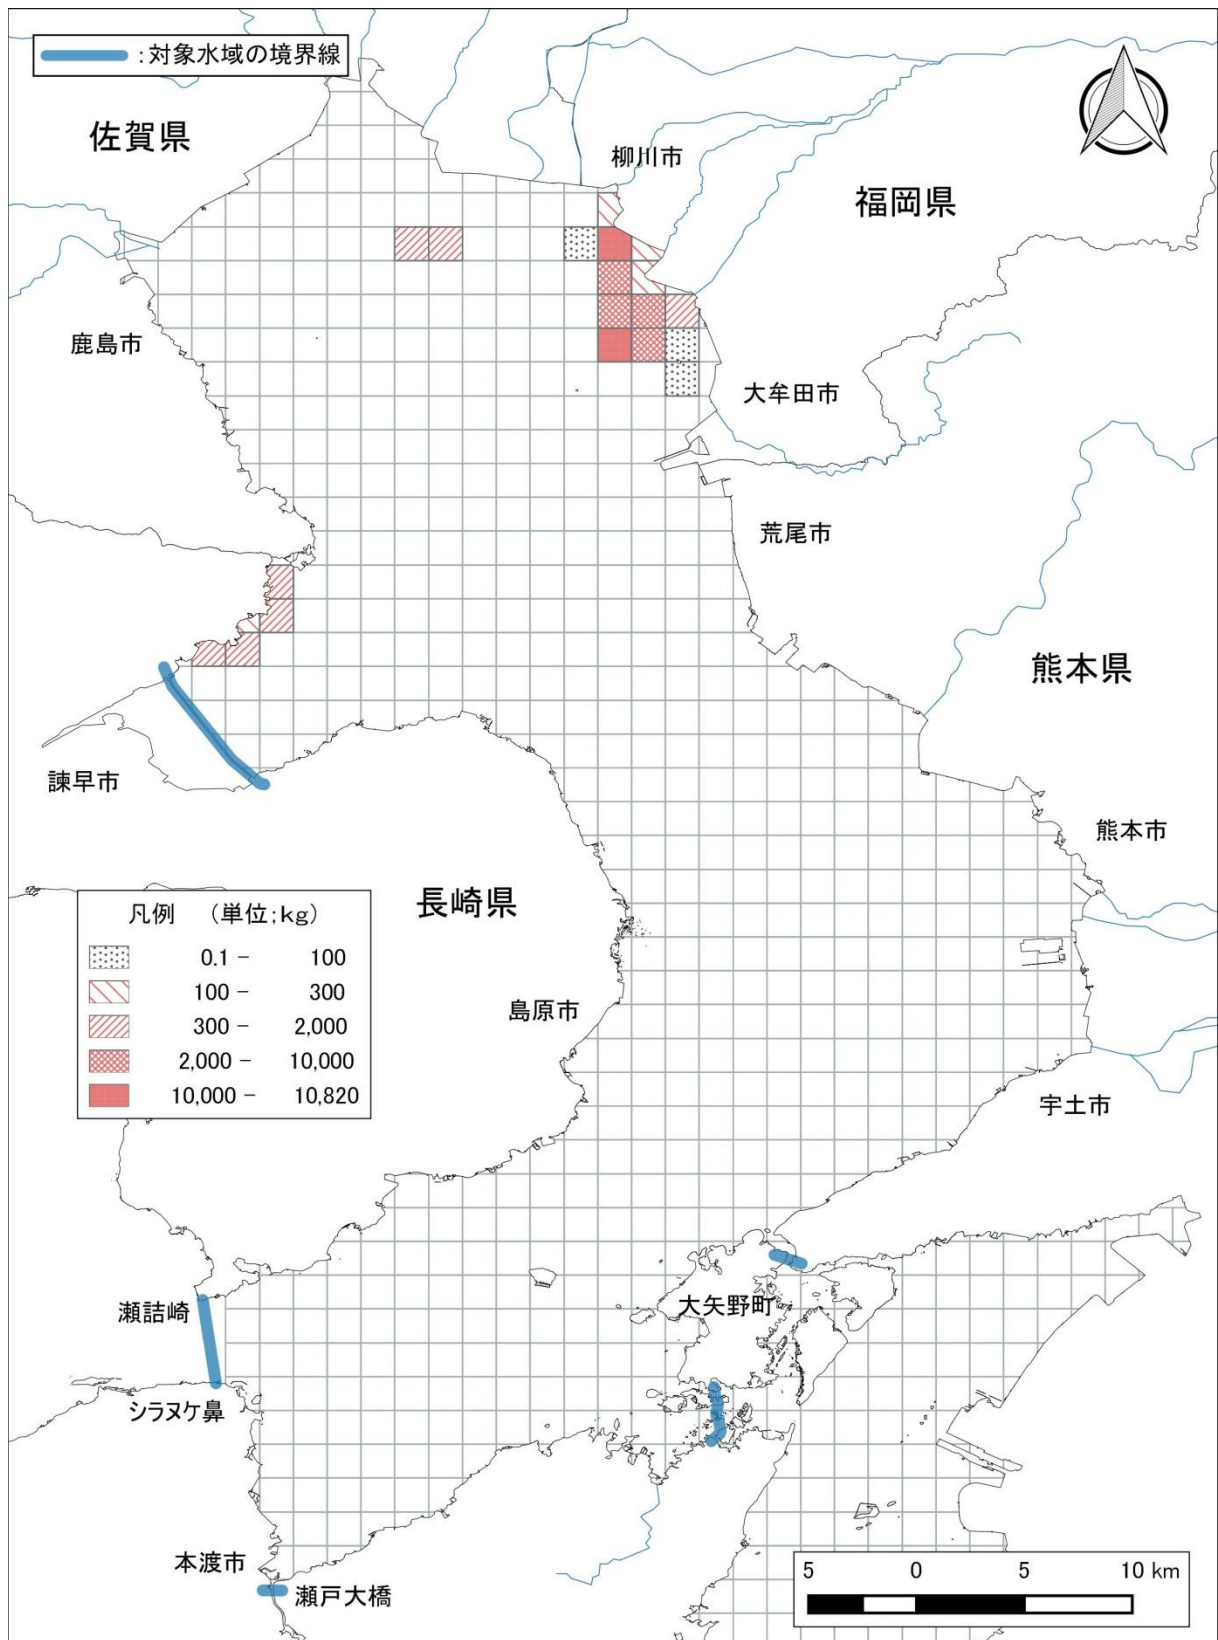 :対象水域の境界線
佐賀県
柳川市
福岡県
鹿島市
大牟田市
荒尾市
熊本県
諫早市
熊本市
長崎県
凡例 (単位;kg)
0.1 - 100
100 - 300
300 - 2,000
2,000 - 10,000
10,000 - 10,820
島原市
宇土市
大矢野町
瀬詰崎
シラヌケ鼻
本渡市
瀬戸大橋
5 0 5 10 km